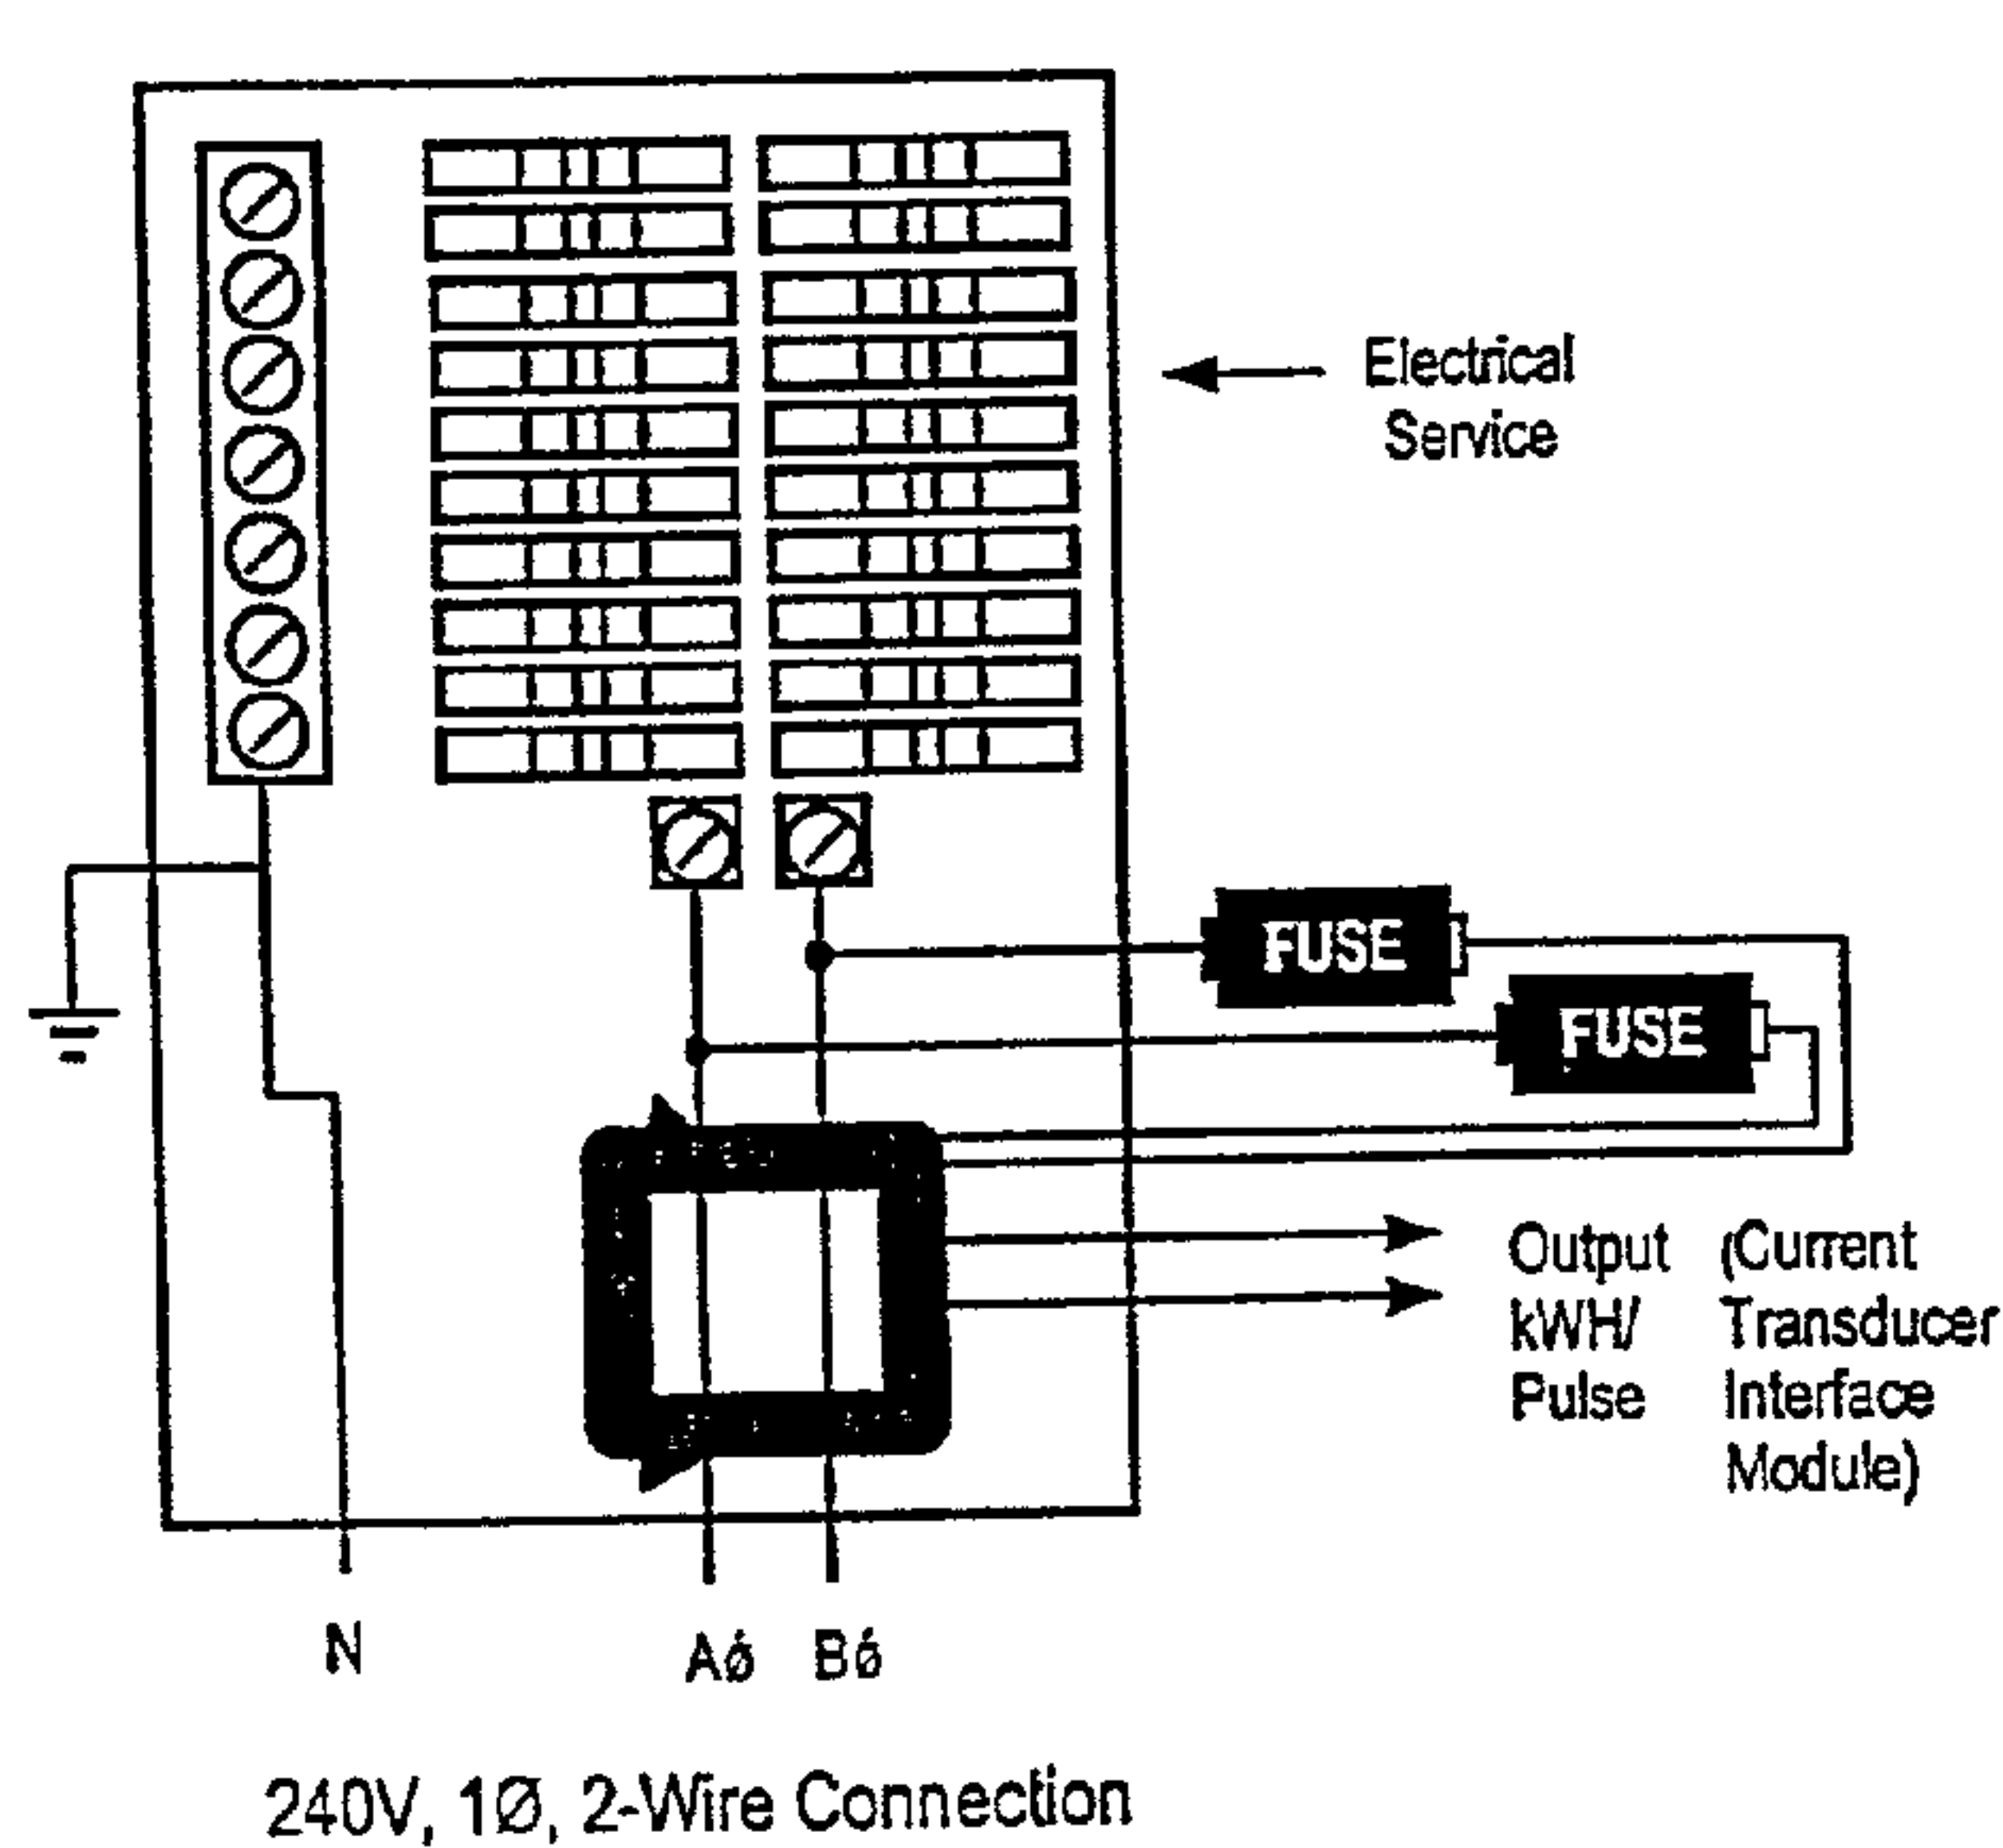 Electrical
Service
FUSE
FUSE
Output
kWH/
Pulse
(Current
Transducer
Interface
Module)
N
Aø
Bø
240V, 1Ø, 2-Wire Connection